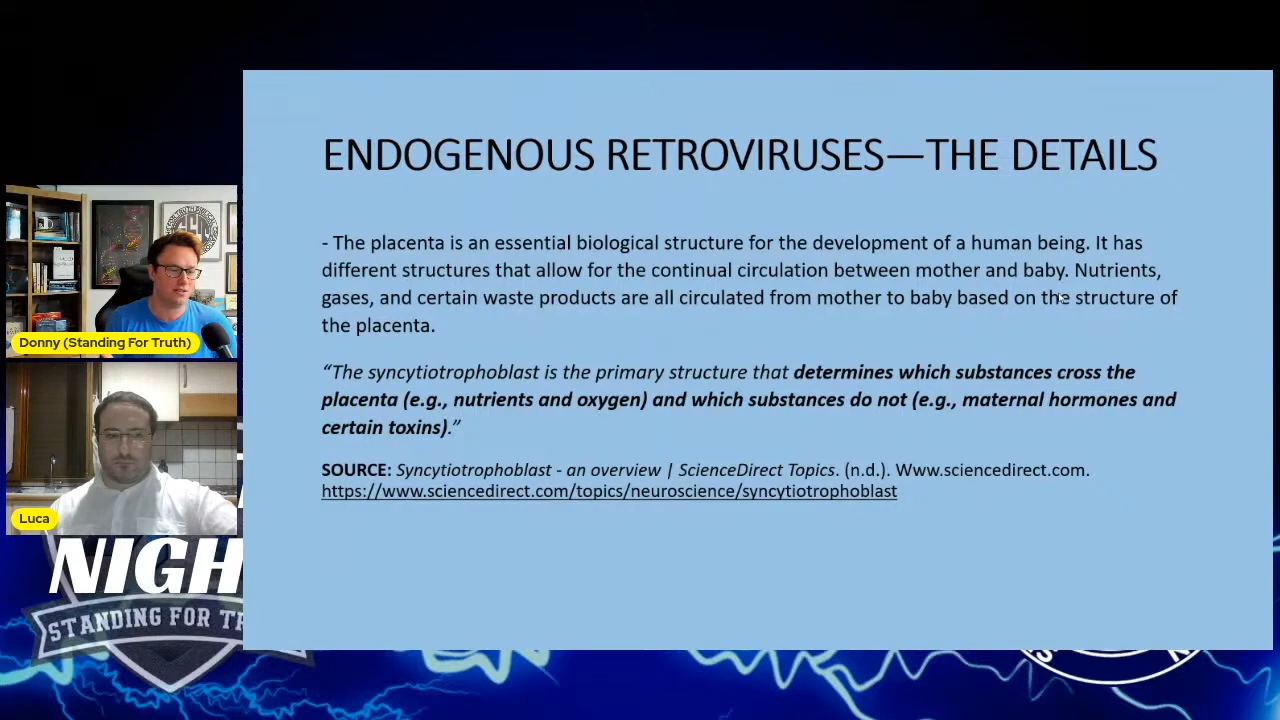 ENDOGENOUS RETROVIRUSES—THE DETAILS
- The placenta is an essential biological structure for the development of a human being. It has
different structures that allow for the continual circulation between mother and baby. Nutrients,
gases, and certain waste products are all circulated from mother to baby based on the structure of
the placenta.
“The syncytiotrophoblast is the primary structure that determines which substances cross the
placenta (e.g., nutrients and oxygen) and which substances do not (e.g., maternal hormones and
certain toxins).”
SOURCE: Syncytiotrophoblast - an overview | ScienceDirect Topics. (n.d.). Www.sciencedirect.com.
https://www.sciencedirect.com/topics/neuroscience/syncytiotrophoblast
Donny (Standing For Truth)
Luca
NIGH
STANDING FOR TR